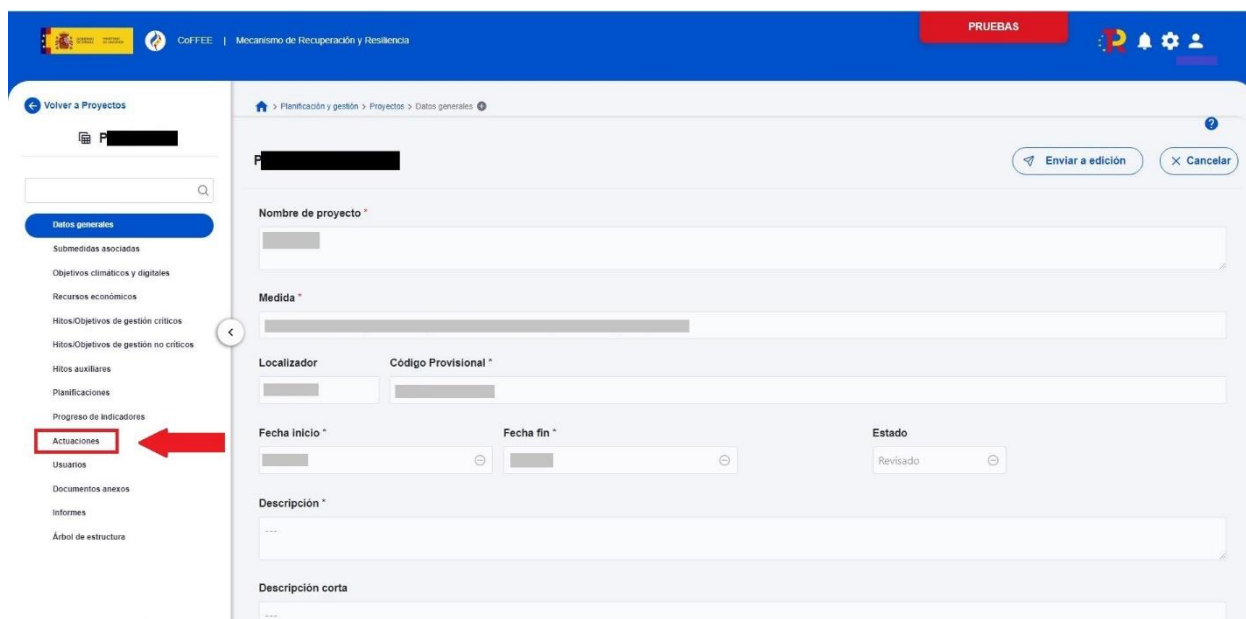 PRUEBAS
CoFFEE | Mecanismo de Recuperación y Resiliencia
Volver a Proyectos
> Planificación y gestión > Proyectos > Datos generales
P
P
Enviar a edición
Cancelar
Datos generales
Submedidas asociadas
Objetivos climáticos y digitales
Recursos económicos
Hitos/Objetivos de gestión críticos
Hitos/Objetivos de gestión no críticos
Hitos auxiliares
Planificaciones
Progreso de indicadores
Actuaciones
Usuarios
Documentos anexos
Informes
Árbol de estructura
Nombre de proyecto *
Medida *
Localizador
Código Provisional *
Fecha inicio *
Fecha fin *
Estado
Revisado
Descripción *
---
Descripción corta
---